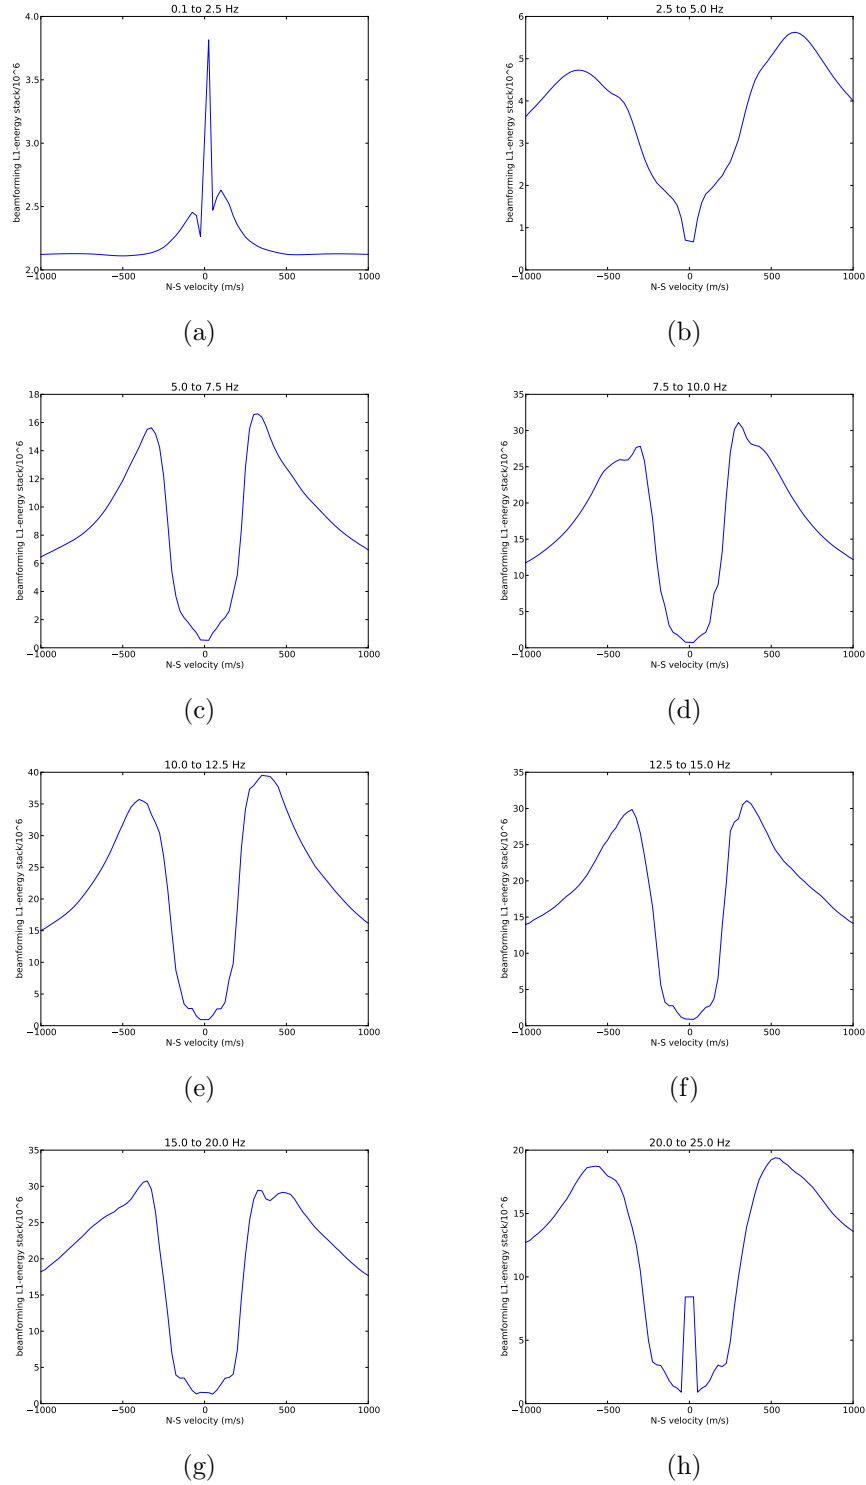 0.1 to 2.5 Hz
beamforming L1-energy stack/10^6
4.0
3.5
3.0
2.5
2.0
−1000 −500 0 500 1000
N-S velocity (m/s)
(a)
2.5 to 5.0 Hz
beamforming L1-energy stack/10^6
6
5
4
3
2
1
0
−1000 −500 0 500 1000
N-S velocity (m/s)
(b)
5.0 to 7.5 Hz
beamforming L1-energy stack/10^6
18
16
14
12
10
8
6
4
2
0
−1000 −500 0 500 1000
N-S velocity (m/s)
(c)
7.5 to 10.0 Hz
beamforming L1-energy stack/10^6
35
30
25
20
15
10
5
0
−1000 −500 0 500 1000
N-S velocity (m/s)
(d)
10.0 to 12.5 Hz
beamforming L1-energy stack/10^6
40
35
30
25
20
15
10
5
0
−1000 −500 0 500 1000
N-S velocity (m/s)
(e)
12.5 to 15.0 Hz
beamforming L1-energy stack/10^6
35
30
25
20
15
10
5
0
−1000 −500 0 500 1000
N-S velocity (m/s)
(f)
15.0 to 20.0 Hz
beamforming L1-energy stack/10^6
35
30
25
20
15
10
5
0
−1000 −500 0 500 1000
N-S velocity (m/s)
(g)
20.0 to 25.0 Hz
beamforming L1-energy stack/10^6
20
15
10
5
0
−1000 −500 0 500 1000
N-S velocity (m/s)
(h)